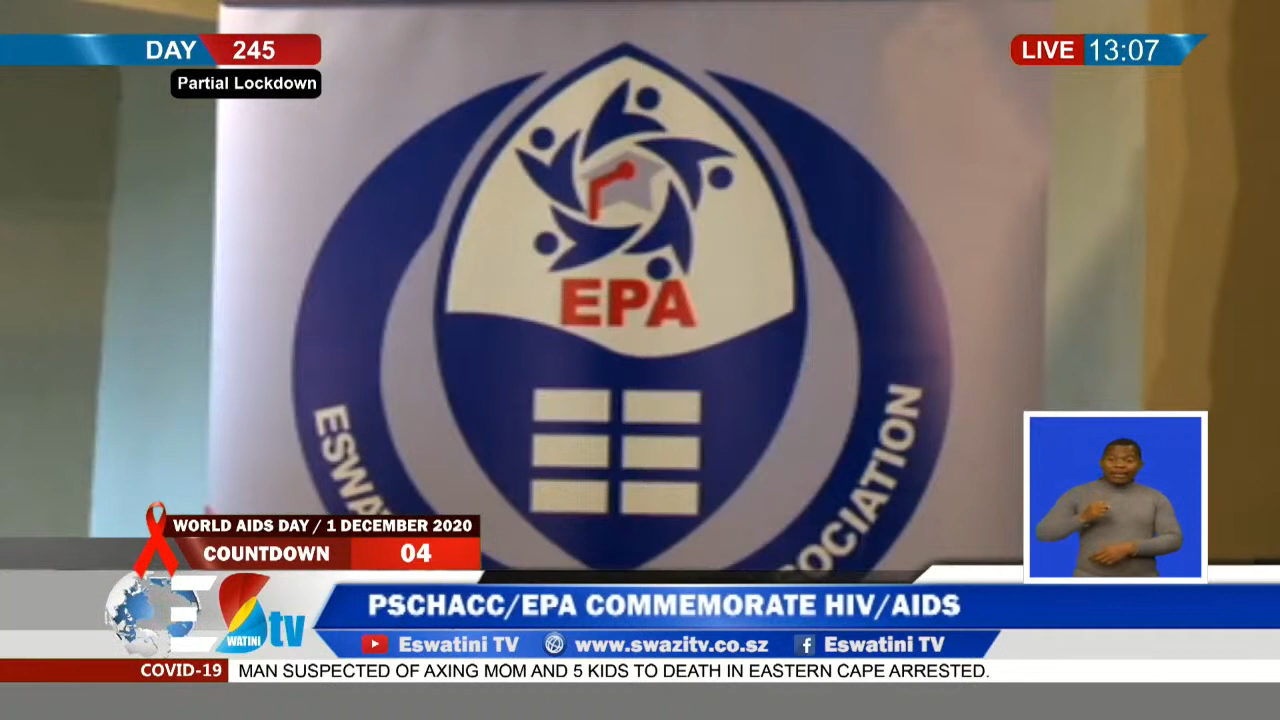 DAY 245
Partial Lockdown
LIVE 13:07
EPA
ESWA
OCIATION
WORLD AIDS DAY / 1 DECEMBER 2020
COUNTDOWN 04
E tv
WATINI
PSCHACC/EPA COMMEMORATE HIV/AIDS
Eswatini TV www.swazitv.co.sz Eswatini TV
COVID-19 MAN SUSPECTED OF AXING MOM AND 5 KIDS TO DEATH IN EASTERN CAPE ARRESTED.